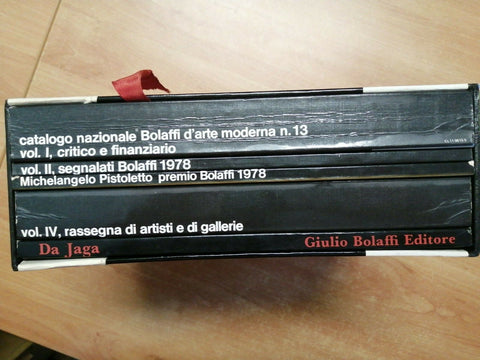 catalogo nazionale Bolaffi d'arte moderna n. 13
vol. I, critico e finanziario
vol. II, segnalati Bolaffi 1978
Michelangelo Pistoletto premio Bolaffi 1978
vol. IV, rassegna di artisti e di gallerie
Da Jaga
Giulio Bolaffi Editore